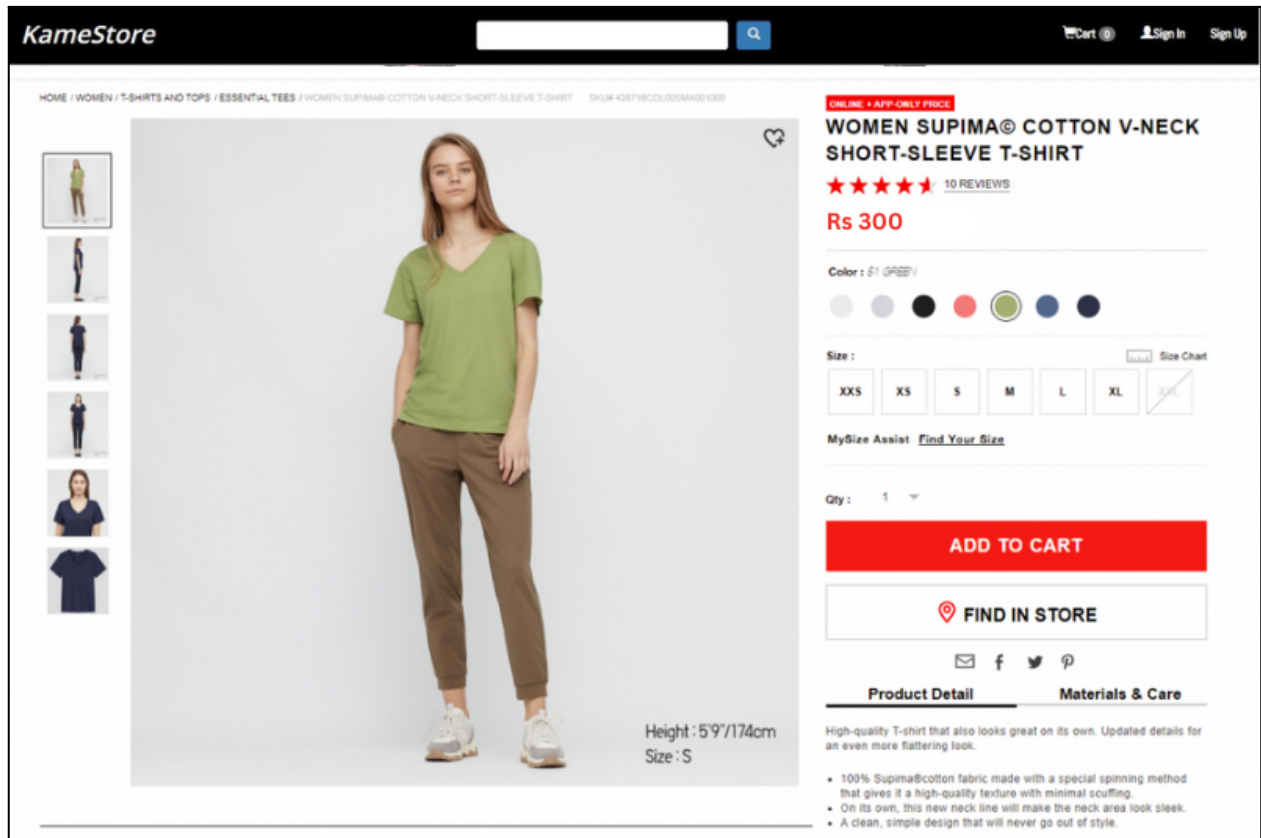 KameStore
Cart 0
Sign In
Sign Up
HOME / WOMEN / T-SHIRTS AND TOPS / ESSENTIAL TEES / WOMEN SUPIMA® COTTON V-NECK SHORT-SLEEVE T-SHIRT
SKU# 438716COL00SMA001000
Height : 5'9"/174cm
Size : S
ONLINE + APP-ONLY PRICE
WOMEN SUPIMA© COTTON V-NECK
SHORT-SLEEVE T-SHIRT
10 REVIEWS
Rs 300
Color : 51 GREEN
Size :
Size Chart
XXS XS S M L XL XXL
MySize Assist Find Your Size
Qty : 1
ADD TO CART
FIND IN STORE
Product Detail
Materials & Care
High-quality T-shirt that also looks great on its own. Updated details for
an even more flattering look.
• 100% Supima®cotton fabric made with a special spinning method
that gives it a high-quality texture with minimal scuffing.
• On its own, this new neck line will make the neck area look sleek.
• A clean, simple design that will never go out of style.